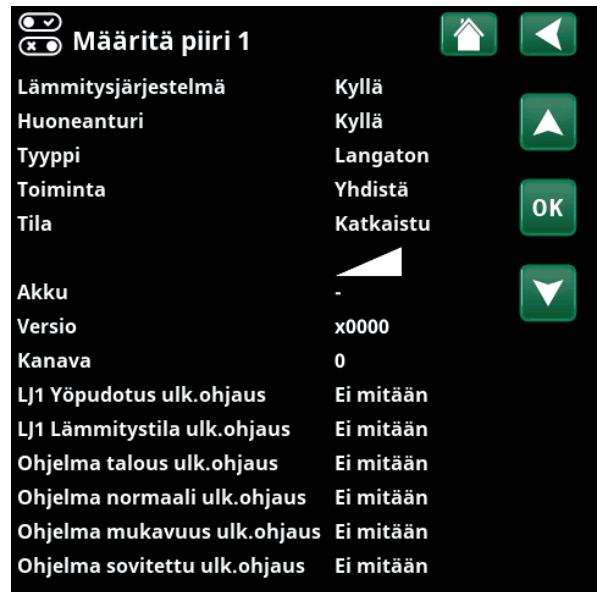 Määritä piiri 1
Lämmitysjärjestelmä Kyllä
Huoneanturi Kyllä
Tyyppi Langaton
Toiminta Yhdistä
Tila Katkaistu
OK
Akku -
Versio x0000
Kanava 0
LJ1 Yöpudotus ulk.ohjaus Ei mitään
LJ1 Lämmitystila ulk.ohjaus Ei mitään
Ohjelma talous ulk.ohjaus Ei mitään
Ohjelma normaali ulk.ohjaus Ei mitään
Ohjelma mukavuus ulk.ohjaus Ei mitään
Ohjelma sovitettu ulk.ohjaus Ei mitään